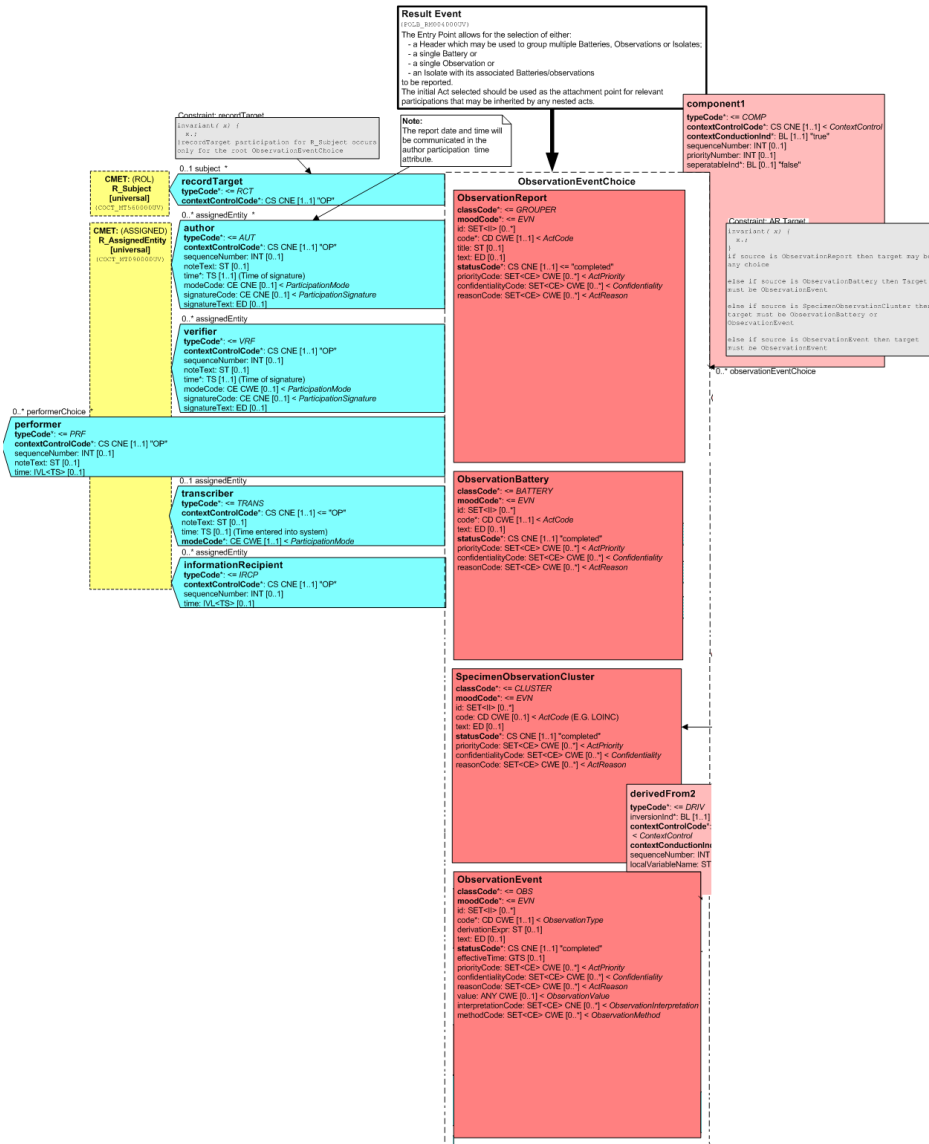 Result Event
(POLB_RM004000UV)
The Entry Point allows for the selection of either:
- a Header which may be used to group multiple Batteries, Observations or Isolates;
- a single Battery or
- a single Observation or
- an Isolate with its associated Batteries/observations
to be reported.
The initial Act selected should be used as the attachment point for relevant
participations that may be inherited by any nested acts.
component1
typeCode*: <= COMP
contextControlCode*: CS CNE [1..1] < ContextControl
contextConductionInd*: BL [1..1] "true"
sequenceNumber: INT [0..1]
priorityNumber: INT [0..1]
seperatableInd*: BL [0..1] "false"
Constraint: recordTarget
invariant( x) {
x.;
}recordTarget participation for R_Subject occurs
only for the root ObservationEventChoice
Note:
The report date and time will
be communicated in the
author participation time
attribute.
CMET: (ROL)
R_Subject
[universal]
(COCT_MT560000UV)
0..1 subject *
recordTarget
typeCode*: <= RCT
contextControlCode*: CS CNE [1..1] "OP"
CMET: (ASSIGNED)
R_AssignedEntity
[universal]
(COCT_MT090000UV)
0..* assignedEntity *
author
typeCode*: <= AUT
contextControlCode*: CS CNE [1..1] "OP"
sequenceNumber: INT [0..1]
noteText: ST [0..1]
time*: TS [1..1] (Time of signature)
modeCode: CE CNE [0..1] < ParticipationMode
signatureCode: CE CNE [0..1] < ParticipationSignature
signatureText: ED [0..1]
0..* assignedEntity
verifier
typeCode*: <= VRF
contextControlCode*: CS CNE [1..1] "OP"
sequenceNumber: INT [0..1]
noteText: ST [0..1]
time*: TS [1..1] (Time of signature)
modeCode: CE CWE [0..1] < ParticipationMode
signatureCode: CE CNE [0..1] < ParticipationSignature
signatureText: ED [0..1]
0..* performerChoice *
performer
typeCode*: <= PRF
contextControlCode*: CS CNE [1..1] "OP"
sequenceNumber: INT [0..1]
noteText: ST [0..1]
time: IVL<TS> [0..1]
0..1 assignedEntity
transcriber
typeCode*: <= TRANS
contextControlCode*: CS CNE [1..1] <= "OP"
noteText: ST [0..1]
time: TS [0..1] (Time entered into system)
modeCode*: CE CWE [1..1] < ParticipationMode
0..* assignedEntity
informationRecipient
typeCode*: <= IRCP
contextControlCode*: CS CNE [1..1] "OP"
sequenceNumber: INT [0..1]
time: IVL<TS> [0..1]
ObservationEventChoice
ObservationReport
classCode*: <= GROUPER
moodCode*: <= EVN
id: SET<II> [0..*]
code*: CD CWE [1..1] < ActCode
title: ST [0..1]
text: ED [0..1]
statusCode*: CS CNE [1..1] <= "completed"
priorityCode: SET<CE> CWE [0..*] < ActPriority
confidentialityCode: SET<CE> CWE [0..*] < Confidentiality
reasonCode: SET<CE> CWE [0..*] < ActReason
Constraint: AR Target
invariant( x) {
x.;
}
if source is ObservationReport then target may be
any choice
else if source is ObservationBattery then Target
must be ObservationEvent
else if source is SpecimenObservationCluster then
target must be ObservationBattery or
ObservationEvent
else if source is ObservationEvent then target
must be ObservationEvent
0..* observationEventChoice
ObservationBattery
classCode*: <= BATTERY
moodCode*: <= EVN
id: SET<II> [0..*]
code*: CD CWE [1..1] < ActCode
text: ED [0..1]
statusCode*: CS CNE [1..1] "completed"
priorityCode: SET<CE> CWE [0..*] < ActPriority
confidentialityCode: SET<CE> CWE [0..*] < Confidentiality
reasonCode: SET<CE> CWE [0..*] < ActReason
SpecimenObservationCluster
classCode*: <= CLUSTER
moodCode*: <= EVN
id: SET<II> [0..*]
code: CD CWE [0..1] < ActCode (E.G. LOINC)
text: ED [0..1]
statusCode*: CS CNE [1..1] "completed"
priorityCode: SET<CE> CWE [0..*] < ActPriority
confidentialityCode: SET<CE> CWE [0..*] < Confidentiality
reasonCode: SET<CE> CWE [0..*] < ActReason
derivedFrom2
typeCode*: <= DRIV
inversionInd*: BL [1..1]
contextControlCode*:
< ContextControl
contextConductionInd
sequenceNumber: INT
localVariableName: ST
ObservationEvent
classCode*: <= OBS
moodCode*: <= EVN
id: SET<II> [0..*]
code*: CD CWE [1..1] < ObservationType
derivationExpr: ST [0..1]
text: ED [0..1]
statusCode*: CS CNE [1..1] "completed"
effectiveTime: GTS [0..1]
priorityCode: SET<CE> CWE [0..*] < ActPriority
confidentialityCode: SET<CE> CWE [0..*] < Confidentiality
reasonCode: SET<CE> CWE [0..*] < ActReason
value: ANY CWE [0..1] < ObservationValue
interpretationCode: SET<CE> CNE [0..*] < ObservationInterpretation
methodCode: SET<CE> CWE [0..*] < ObservationMethod